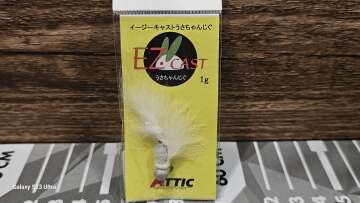 イージーキャストうさちゃんじぐ
EZ CAST
うさちゃんじぐ
1g
ATTIC
Galaxy S23 Ultra